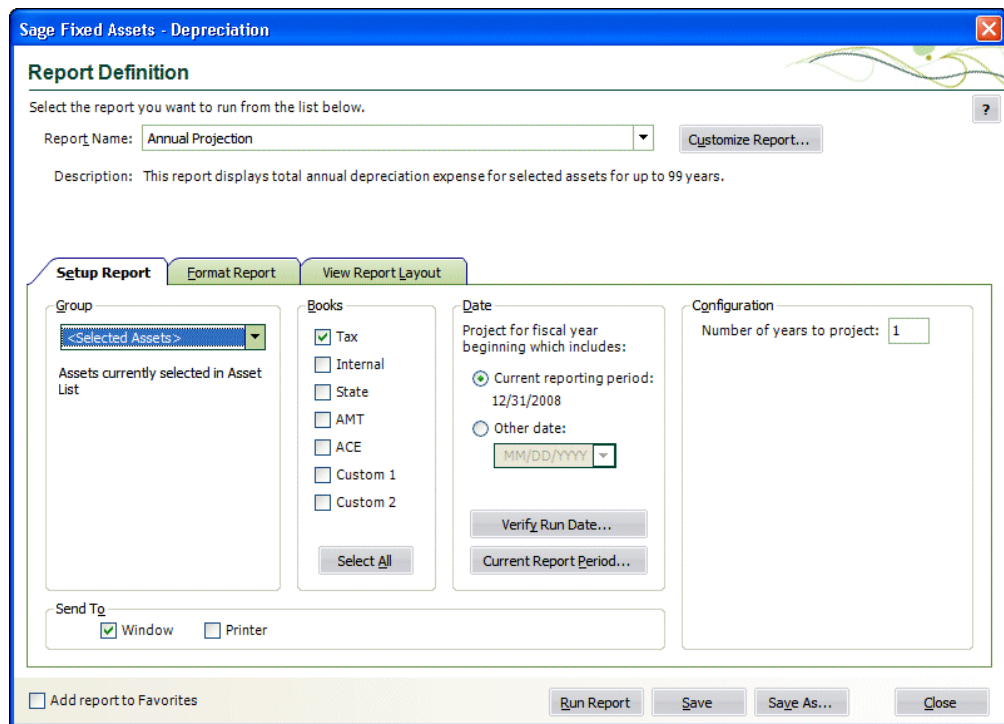 Sage Fixed Assets - Depreciation
Report Definition
Select the report you want to run from the list below.
?
Report Name: Annual Projection
Customize Report...
Description: This report displays total annual depreciation expense for selected assets for up to 99 years.
Setup Report
Format Report
View Report Layout
Group
<Selected Assets>
Assets currently selected in Asset
List
Books
Tax
Internal
State
AMT
ACE
Custom 1
Custom 2
Select All
Date
Project for fiscal year
beginning which includes:
Current reporting period:
12/31/2008
Other date:
MM/DD/YYYY
Verify Run Date...
Current Report Period...
Configuration
Number of years to project: 1
Send To
Window
Printer
Add report to Favorites
Run Report
Save
Save As...
Close